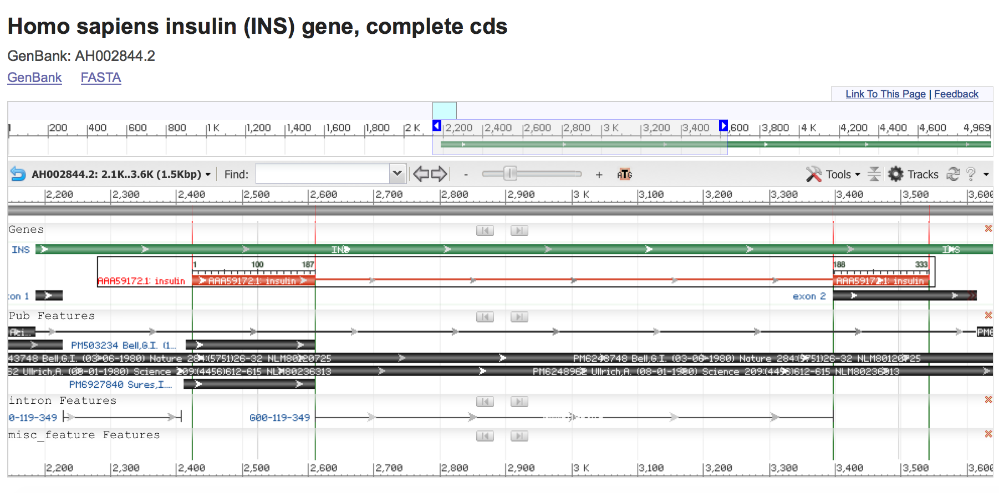 Homo sapiens insulin (INS) gene, complete cds
GenBank: AH002844.2
GenBank FASTA
Link To This Page | Feedback
1 200 400 600 800 1 K 1,200 1,400 1,600 1,800 2 K 2,200 2,400 2,600 2,800 3 K 3,200 3,400 ,600 3,800 4 K 4,200 4,400 4,600 4,969
AH002844.2: 2.1K..3.6K (1.5Kbp) Find: - + ATG Tools Tracks ?
2,200 2,300 2,400 2,500 2,600 2,700 2,800 2,900 3 K 3,100 3,200 3,300 3,400 3,500 3,600
Genes
INS INS INS
1 100 187 188 333
AAA59172.1: insulin AAA59172.1: insulin AAA59172.1: insulin
on 1 exon 2
Pub Features
PM503234 Bell,G.I. (1...
43748 Bell,G.I. (03-06-1980) Nature 284:(5751)26-32 NLM80120725 PM6243748 Bell,G.I. (03-06-1980) Nature 284:(5751)26-32 NLM80120725
62 Ullrich,A. (08-01-1980) Science 209:(4456)612-615 NLM80236313 PM6248962 Ullrich,A. (08-01-1980) Science 209:(4456)612-615 NLM80236313
PM6927840 Sures,I....
intron Features
0-119-349 G00-119-349
misc_feature Features
2,200 2,300 2,400 2,500 2,600 2,700 2,800 2,900 3 K 3,100 3,200 3,300 3,400 3,500 3,600